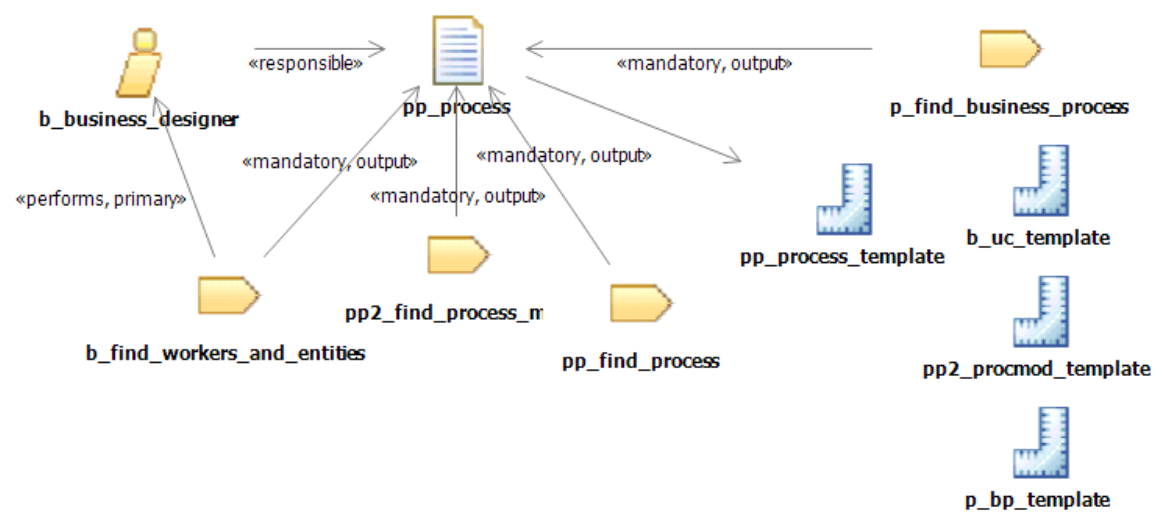 «responsible»
«mandatory, output»
b_business_designer
pp_process
p_find_business_process
«mandatory, output»
«mandatory, output»
«performs, primary»
«mandatory, output»
b_uc_template
pp_process_template
pp2_find_process_m
b_find_workers_and_entities
pp_find_process
pp2_procmod_template
p_bp_template